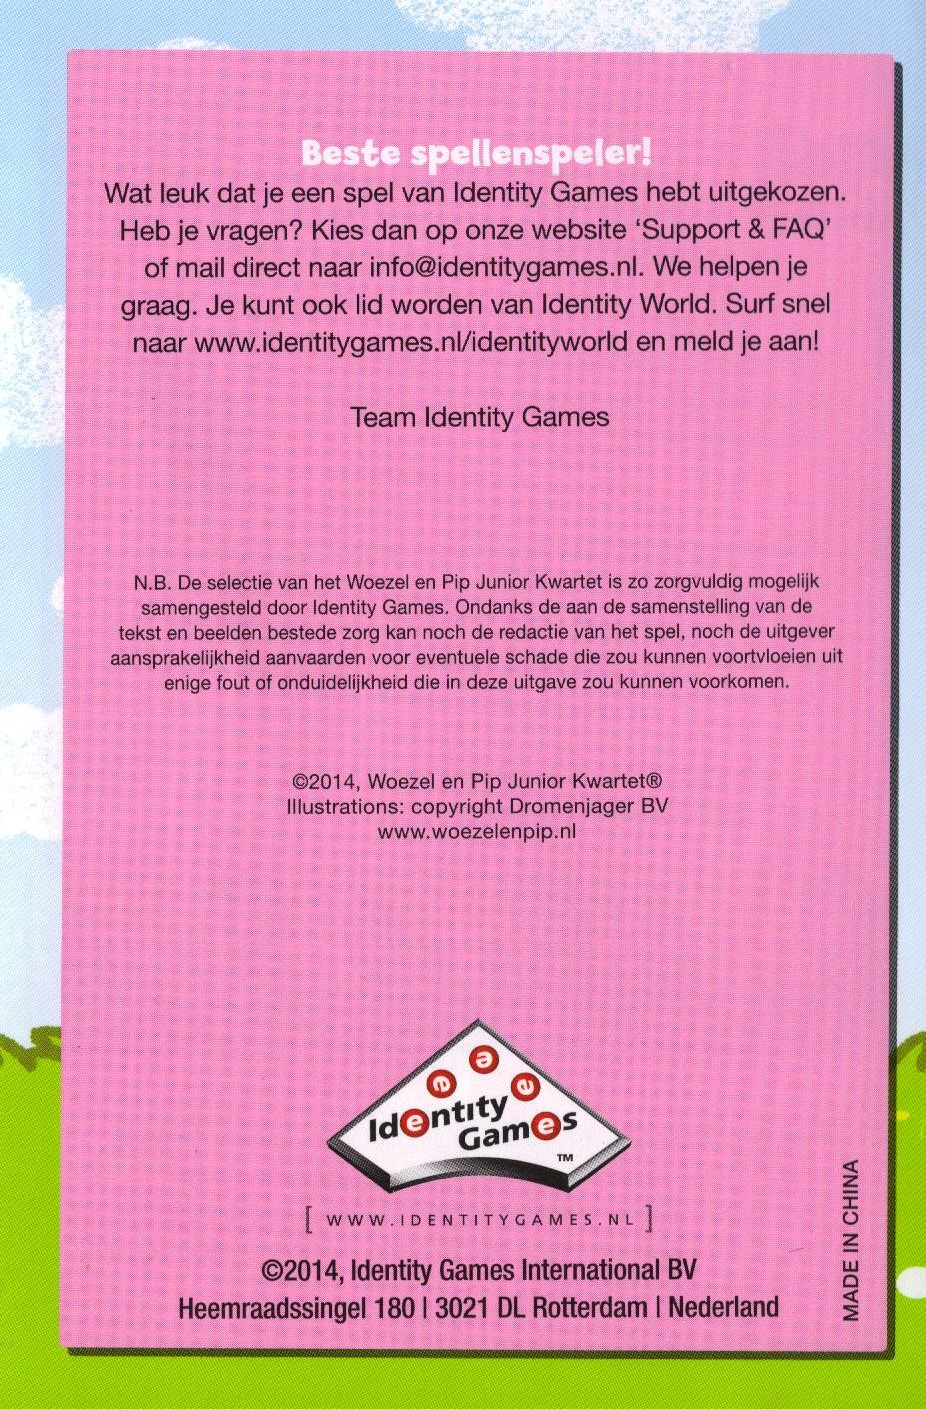 Beste spellenspeler!
Wat leuk dat je een spel van Identity Games hebt uitgekozen.
Heb je vragen? Kies dan op onze website ‘Support & FAQ’
of mail direct naar info@identitygames.nl. We helpen je
graag. Je kunt ook lid worden van Identity World. Surf snel
naar www.identitygames.nl/identityworld en meld je aan!
Team Identity Games
N.B. De selectie van het Woezel en Pip Junior Kwartet is zo zorgvuldig mogelijk
samengesteld door Identity Games. Ondanks de aan de samenstelling van de
tekst en beelden bestede zorg kan noch de redactie van het spel, noch de uitgever
aansprakelijkheid aanvaarden voor eventuele schade die zou kunnen voortvloeien uit
enige fout of onduidelijkheid die in deze uitgave zou kunnen voorkomen.
©2014, Woezel en Pip Junior Kwartet®
Illustrations: copyright Dromenjager BV
www.woezelenpip.nl
e e e
Identity
Games
TM
[ WWW.IDENTITYGAMES.NL ]
©2014, Identity Games International BV
Heemraadssingel 180 | 3021 DL Rotterdam | Nederland
MADE IN CHINA